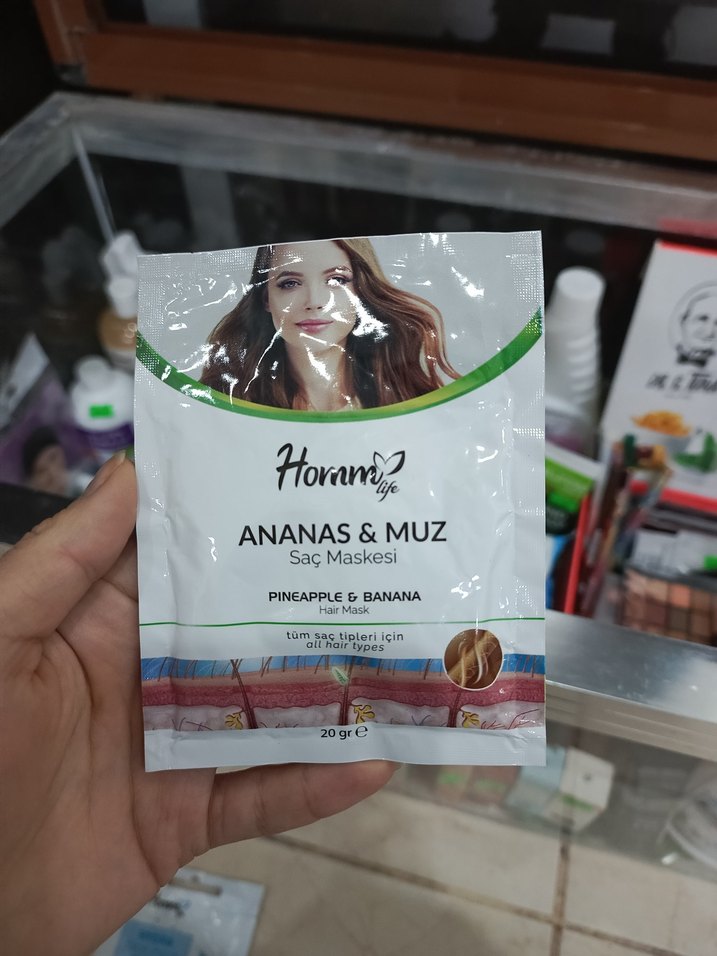 Homm
life
ANANAS & MUZ
Saç Maskesi
PINEAPPLE & BANANA
Hair Mask
tüm saç tipleri için
all hair types
20 gr ℮